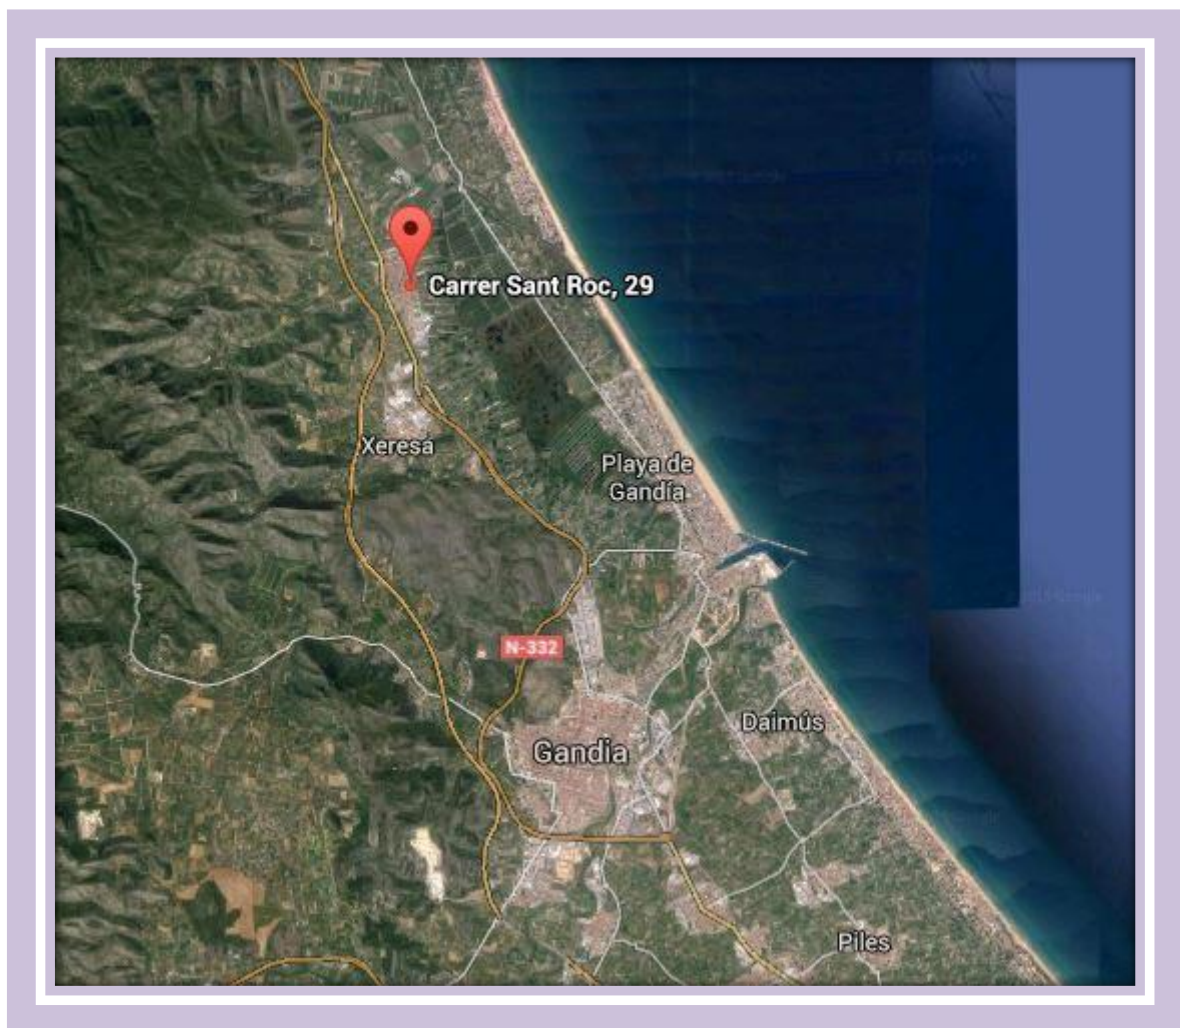 Carrer Sant Roc, 29
Xeresa
Playa de
Gandía
N-332
Gandia
Daimús
Piles